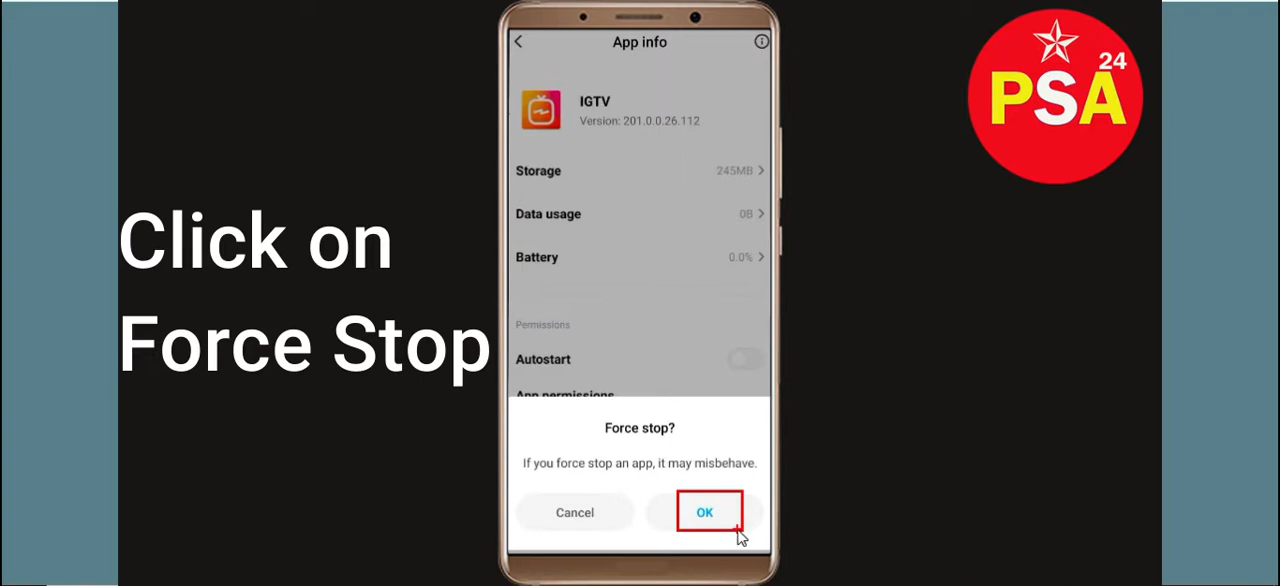 App info
IGTV
Version: 201.0.0.26.112
Storage 245MB
Data usage 0B
Battery 0.0%
Permissions
Autostart
App permissions
Force stop?
If you force stop an app, it may misbehave.
Cancel OK
Click on
Force Stop
24
PSA